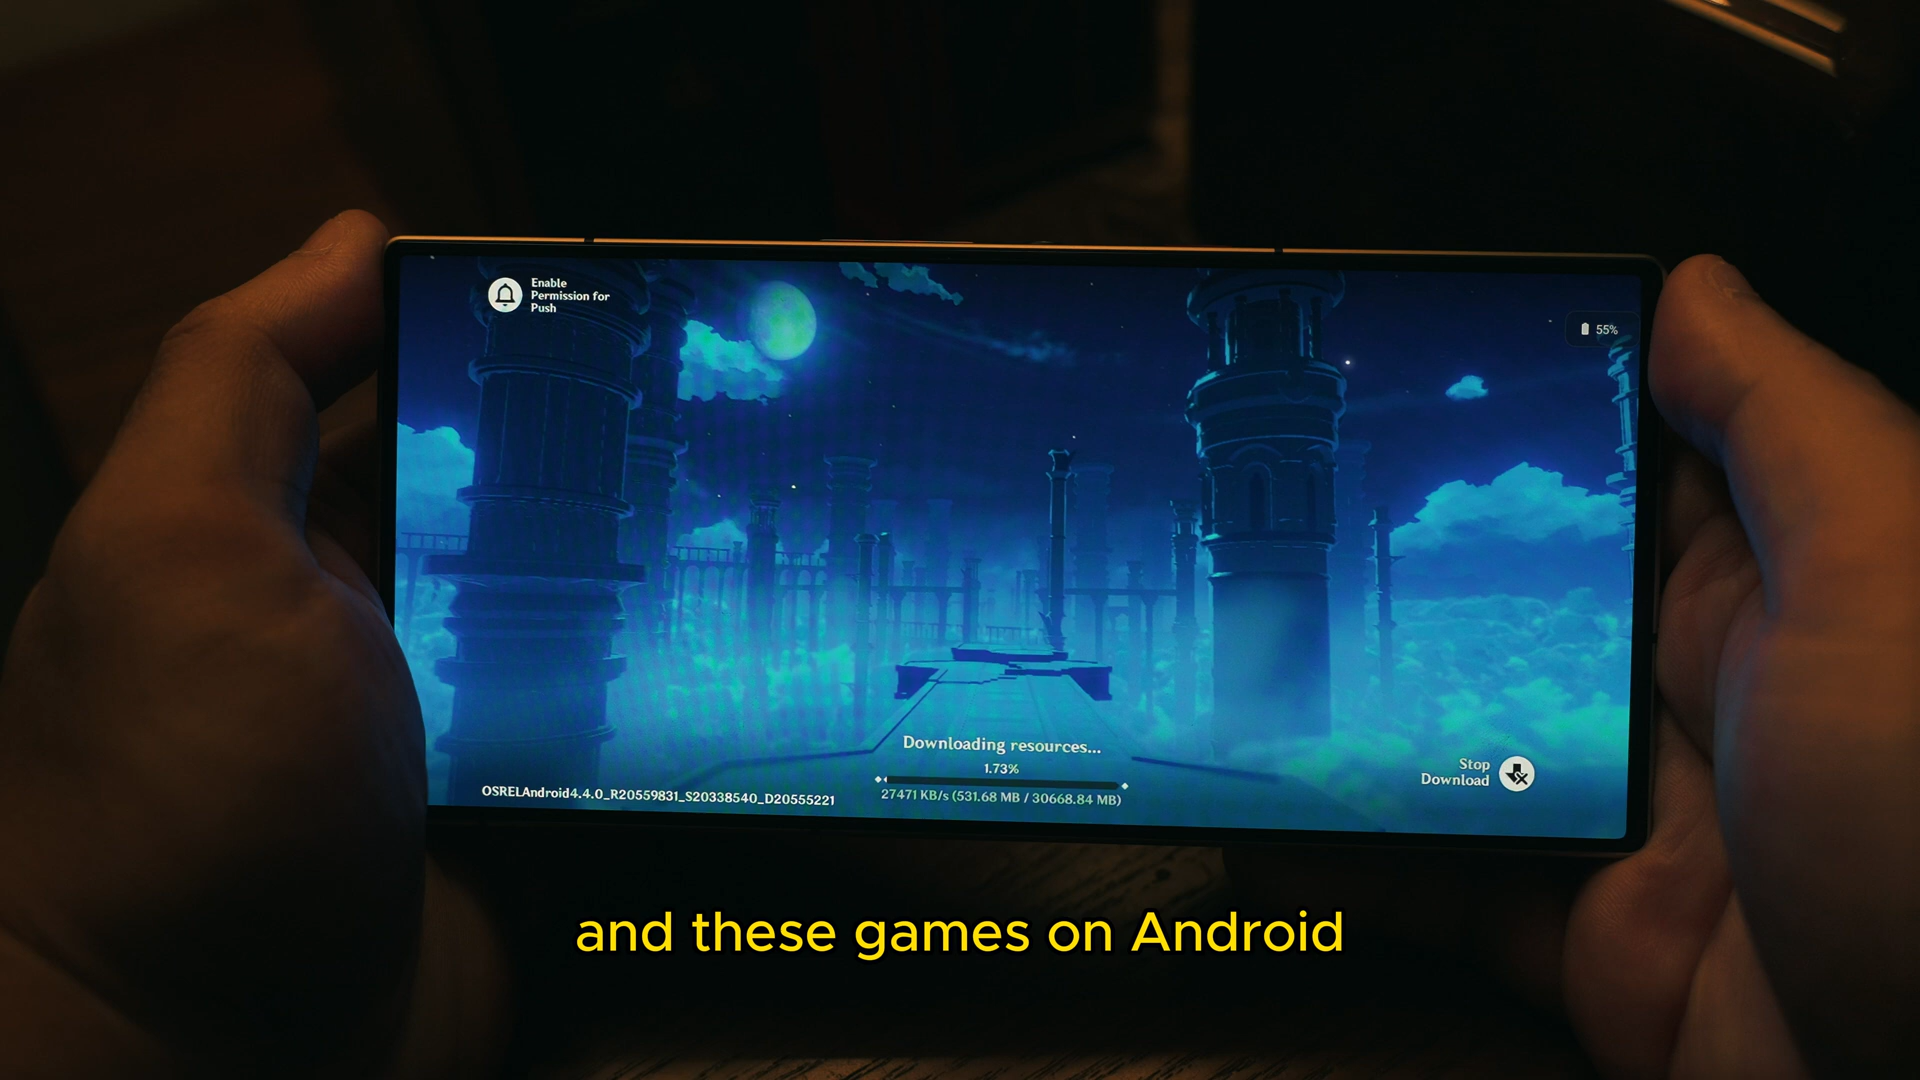 Enable
Permission for
Push
55%
Downloading resources...
1.73%
27471 KB/s (531.68 MB / 30668.84 MB)
Stop
Download
OSRELAndroid4.4.0_R20559831_S20338540_D20555221
and these games on Android